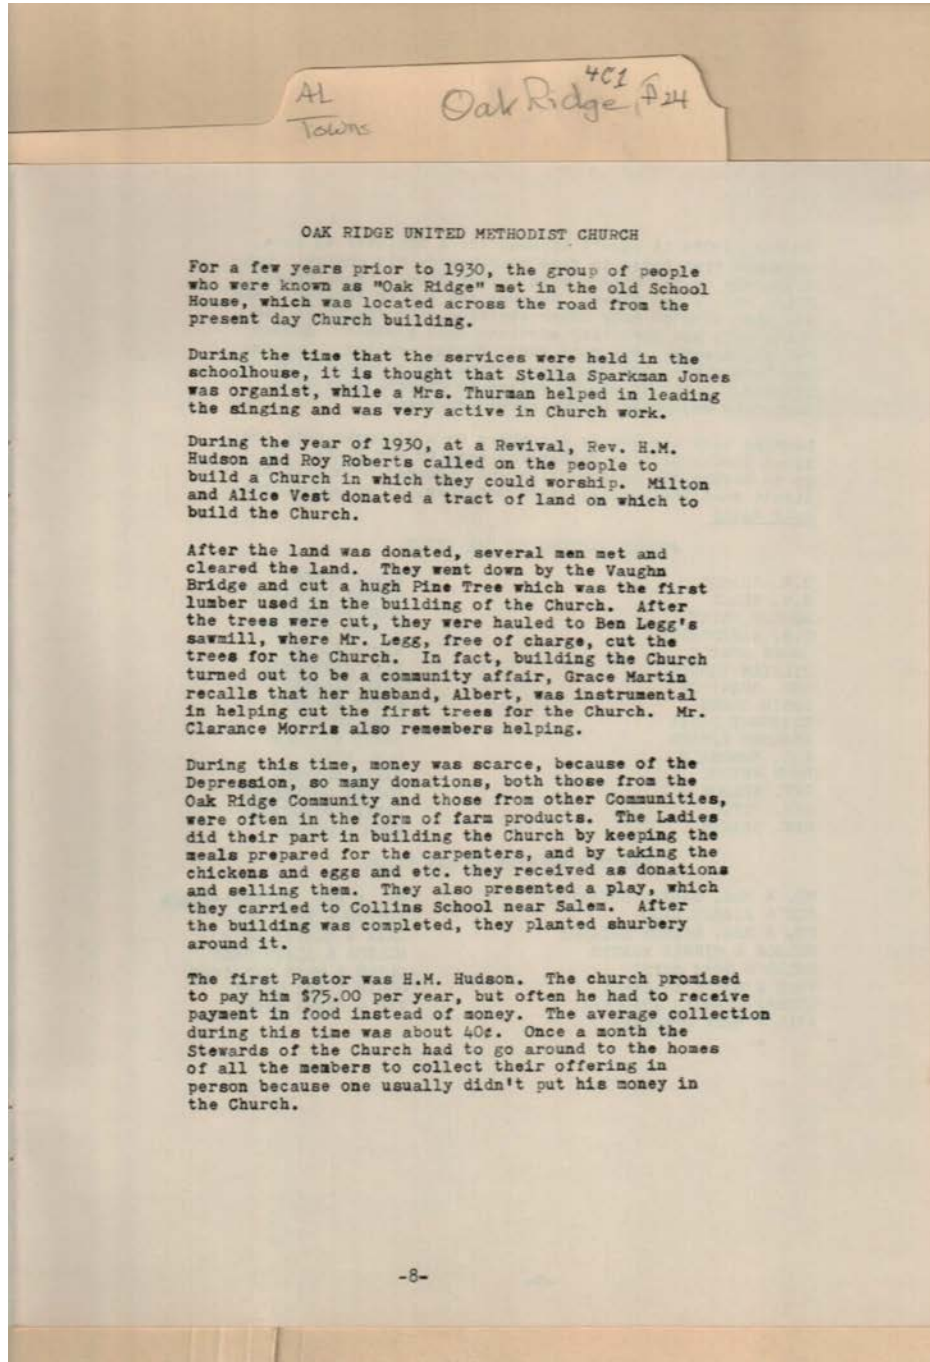 AL
Towns
4C1
Oak Ridge, P24
OAK RIDGE UNITED METHODIST CHURCH
For a few years prior to 1930, the group of people
who were known as "Oak Ridge" met in the old School
House, which was located across the road from the
present day Church building.
During the time that the services were held in the
schoolhouse, it is thought that Stella Sparkman Jones
was organist, while a Mrs. Thurman helped in leading
the singing and was very active in Church work.
During the year of 1930, at a Revival, Rev. H.M.
Hudson and Roy Roberts called on the people to
build a Church in which they could worship. Milton
and Alice Vest donated a tract of land on which to
build the Church.
After the land was donated, several men met and
cleared the land. They went down by the Vaughn
Bridge and cut a hugh Pine Tree which was the first
lumber used in the building of the Church. After
the trees were cut, they were hauled to Ben Legg's
sawmill, where Mr. Legg, free of charge, cut the
trees for the Church. In fact, building the Church
turned out to be a community affair, Grace Martin
recalls that her husband, Albert, was instrumental
in helping cut the first trees for the Church. Mr.
Clarance Morris also remembers helping.
During this time, money was scarce, because of the
Depression, so many donations, both those from the
Oak Ridge Community and those from other Communities,
were often in the form of farm products. The Ladies
did their part in building the Church by keeping the
meals prepared for the carpenters, and by taking the
chickens and eggs and etc. they received as donations
and selling them. They also presented a play, which
they carried to Collins School near Salem. After
the building was completed, they planted shurbery
around it.
The first Pastor was H.M. Hudson. The church promised
to pay him $75.00 per year, but often he had to receive
payment in food instead of money. The average collection
during this time was about 40¢. Once a month the
Stewards of the Church had to go around to the homes
of all the members to collect their offering in
person because one usually didn't put his money in
the Church.
-8-